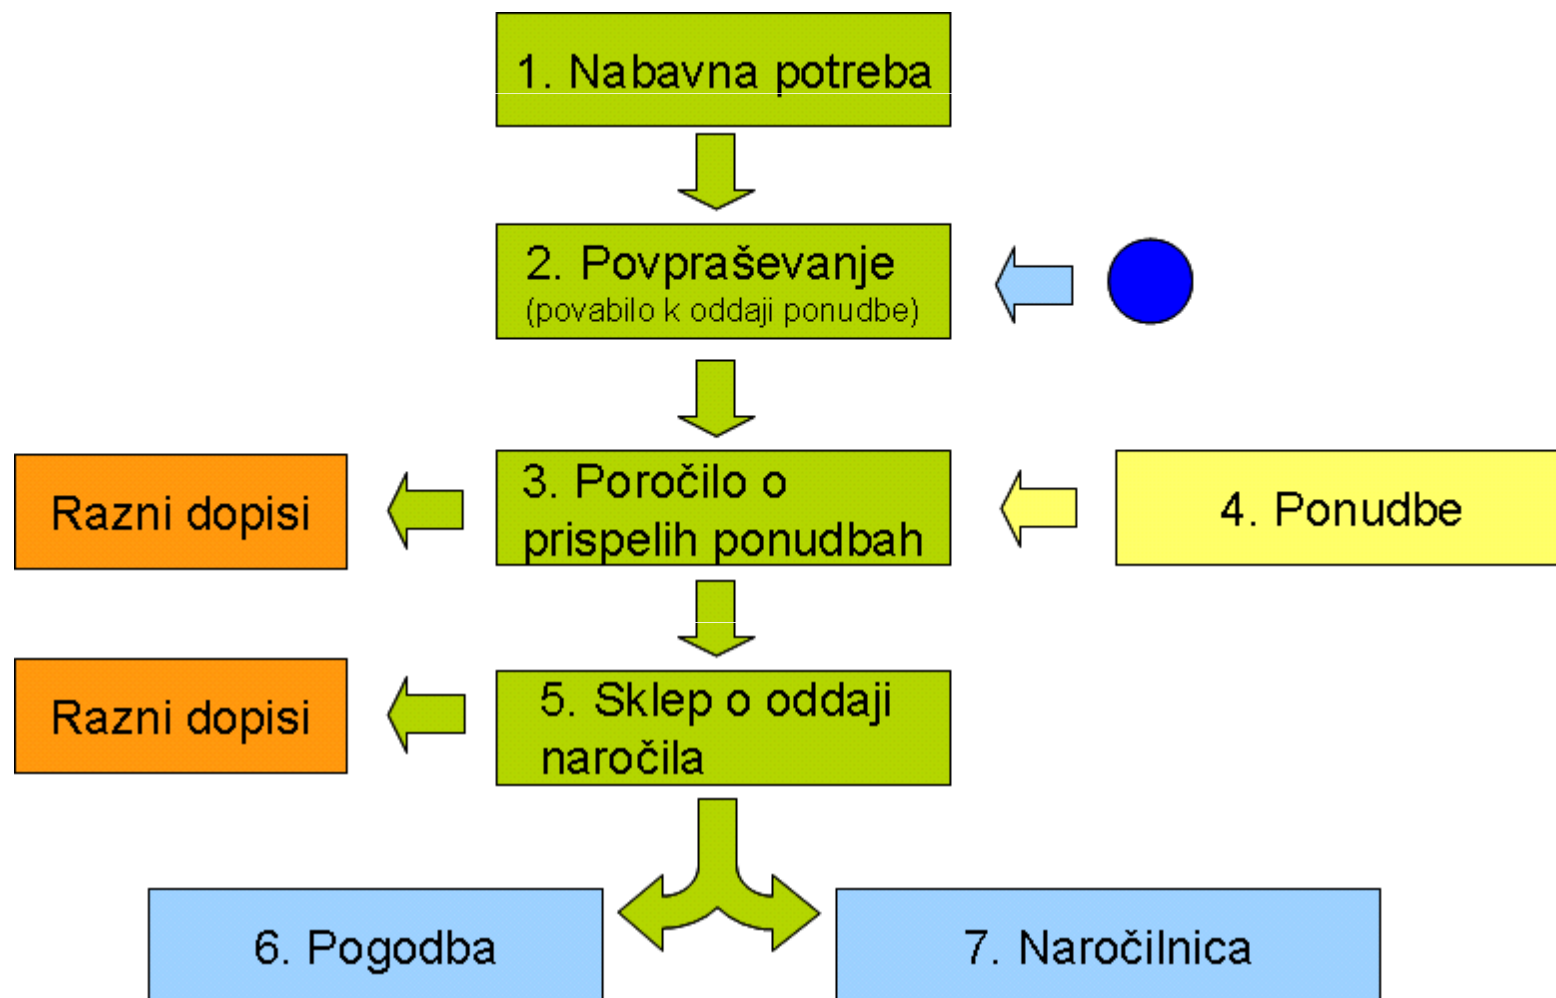 1. Nabavna potreba
2. Povpraševanje
(povabilo k oddaji ponudbe)
Razni dopisi
3. Poročilo o
prispelih ponudbah
4. Ponudbe
Razni dopisi
5. Sklep o oddaji
naročila
6. Pogodba
7. Naročilnica